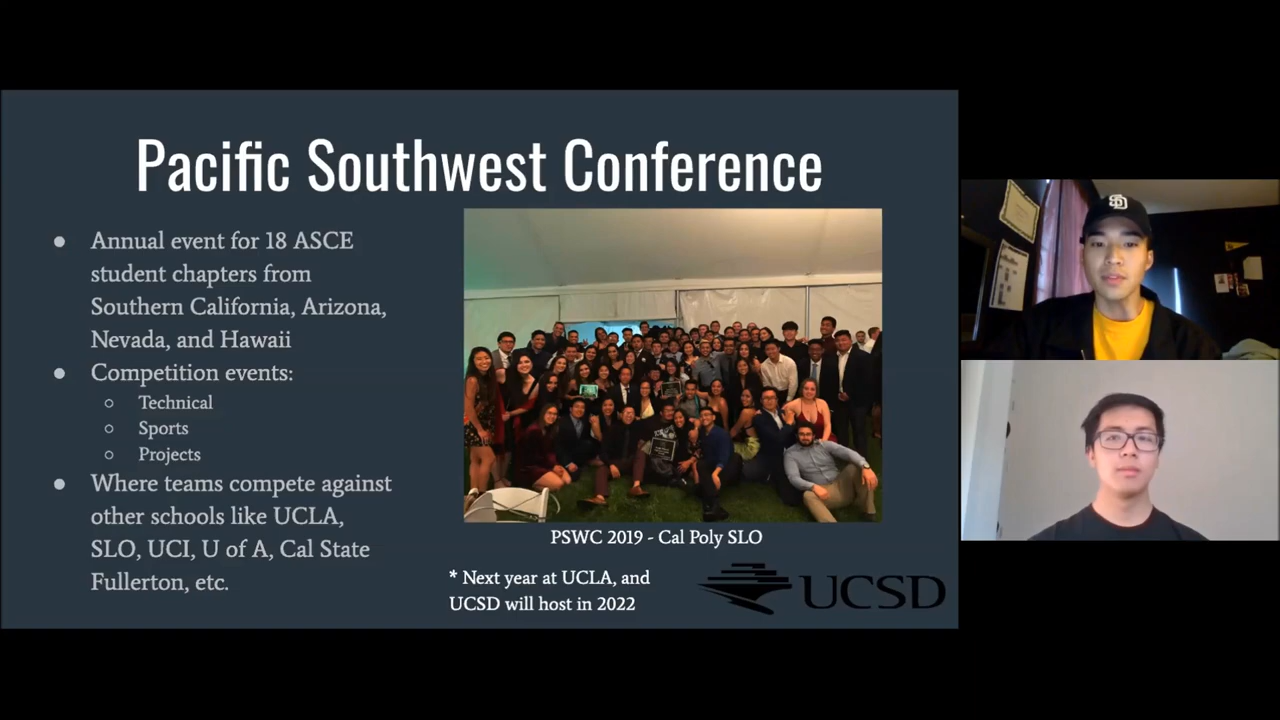 Pacific Southwest Conference
● Annual event for 18 ASCE
student chapters from
Southern California, Arizona,
Nevada, and Hawaii
● Competition events:
○ Technical
○ Sports
○ Projects
● Where teams compete against
other schools like UCLA,
SLO, UCI, U of A, Cal State
Fullerton, etc.
PSWC 2019 - Cal Poly SLO
* Next year at UCLA, and
UCSD will host in 2022
UCSD
SD